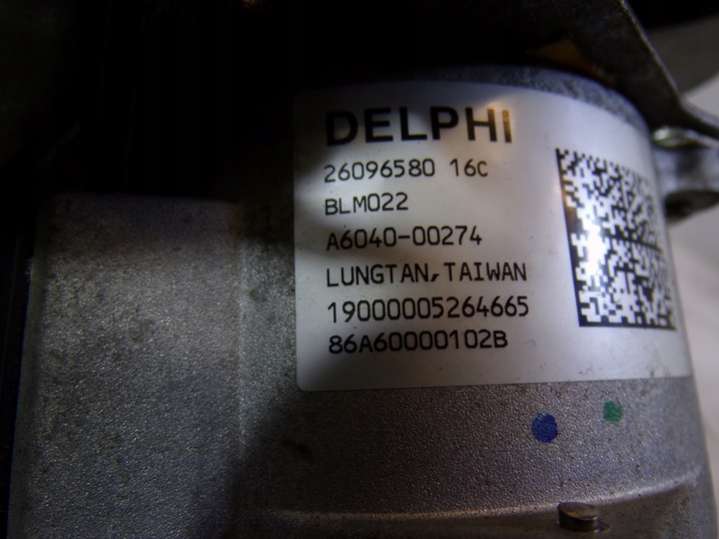 DELPHI
26096580 16C
BLM022
A6040-00274
LUNGTAN, TAIWAN
19000005264665
86A60000102B